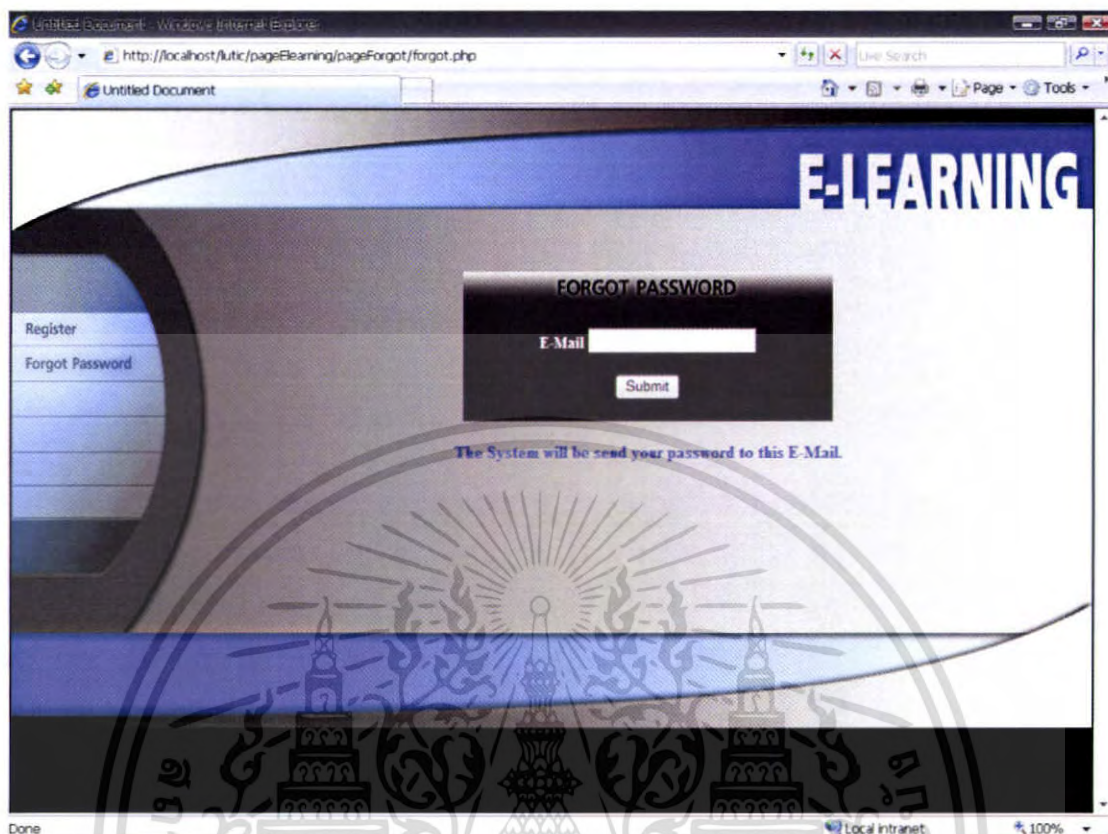 Untitled Document - Windows Internet Explorer
http://localhost/lutic/pageElearning/pageForgot/forgot.php
Live Search
Untitled Document
Page
Tools
E-LEARNING
FORGOT PASSWORD
Register
E-Mail
Forgot Password
Submit
The System will be send your password to this E-Mail.
Done
Local intranet
100%